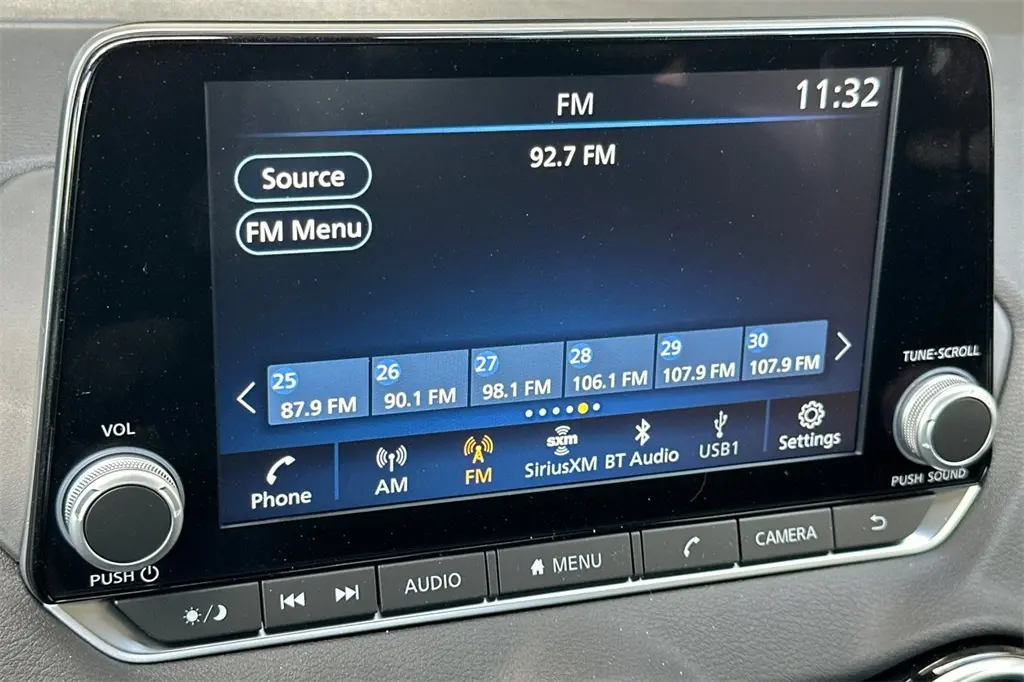 FM
11:32
92.7 FM
Source
FM Menu
25
87.9 FM
26
90.1 FM
27
98.1 FM
28
106.1 FM
29
107.9 FM
30
107.9 FM
Phone
AM
FM
sxm
SiriusXM
BT Audio
USB1
Settings
VOL
PUSH
TUNE·SCROLL
PUSH SOUND
AUDIO
MENU
CAMERA